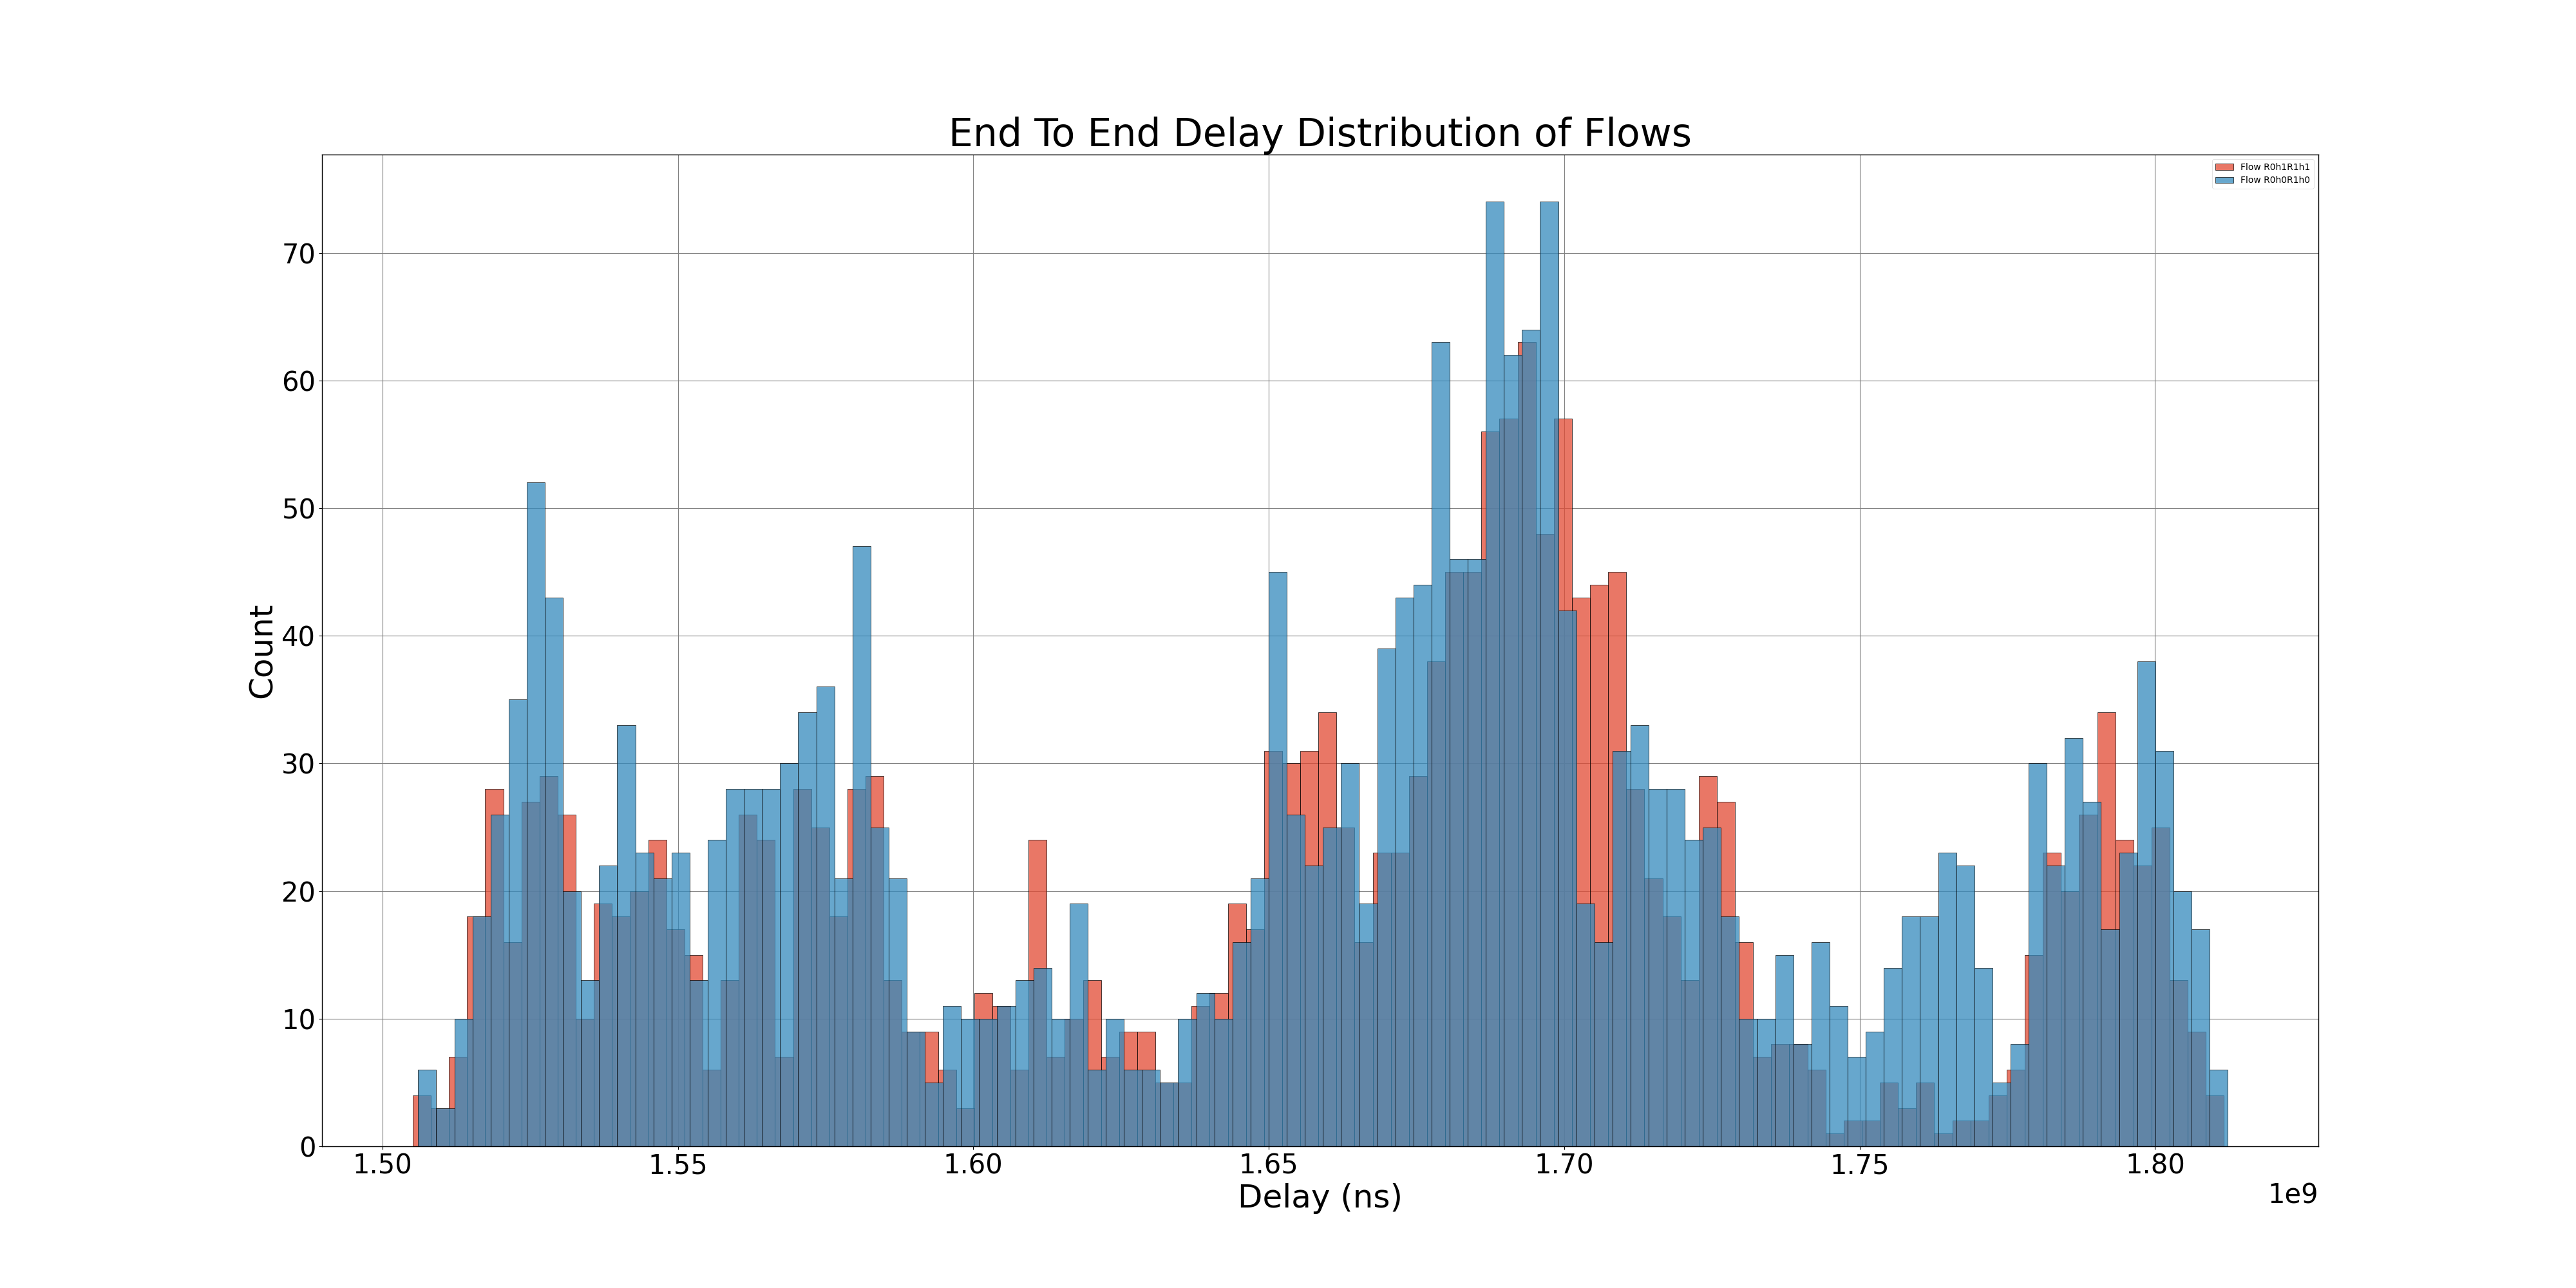 End To End Delay Distribution of Flows
Flow R0h1R1h1
Flow R0h0R1h0
70
60
50
40
30
20
10
0
Count
1.50 1.55 1.60 1.65 1.70 1.75 1.80
Delay (ns)
1e9